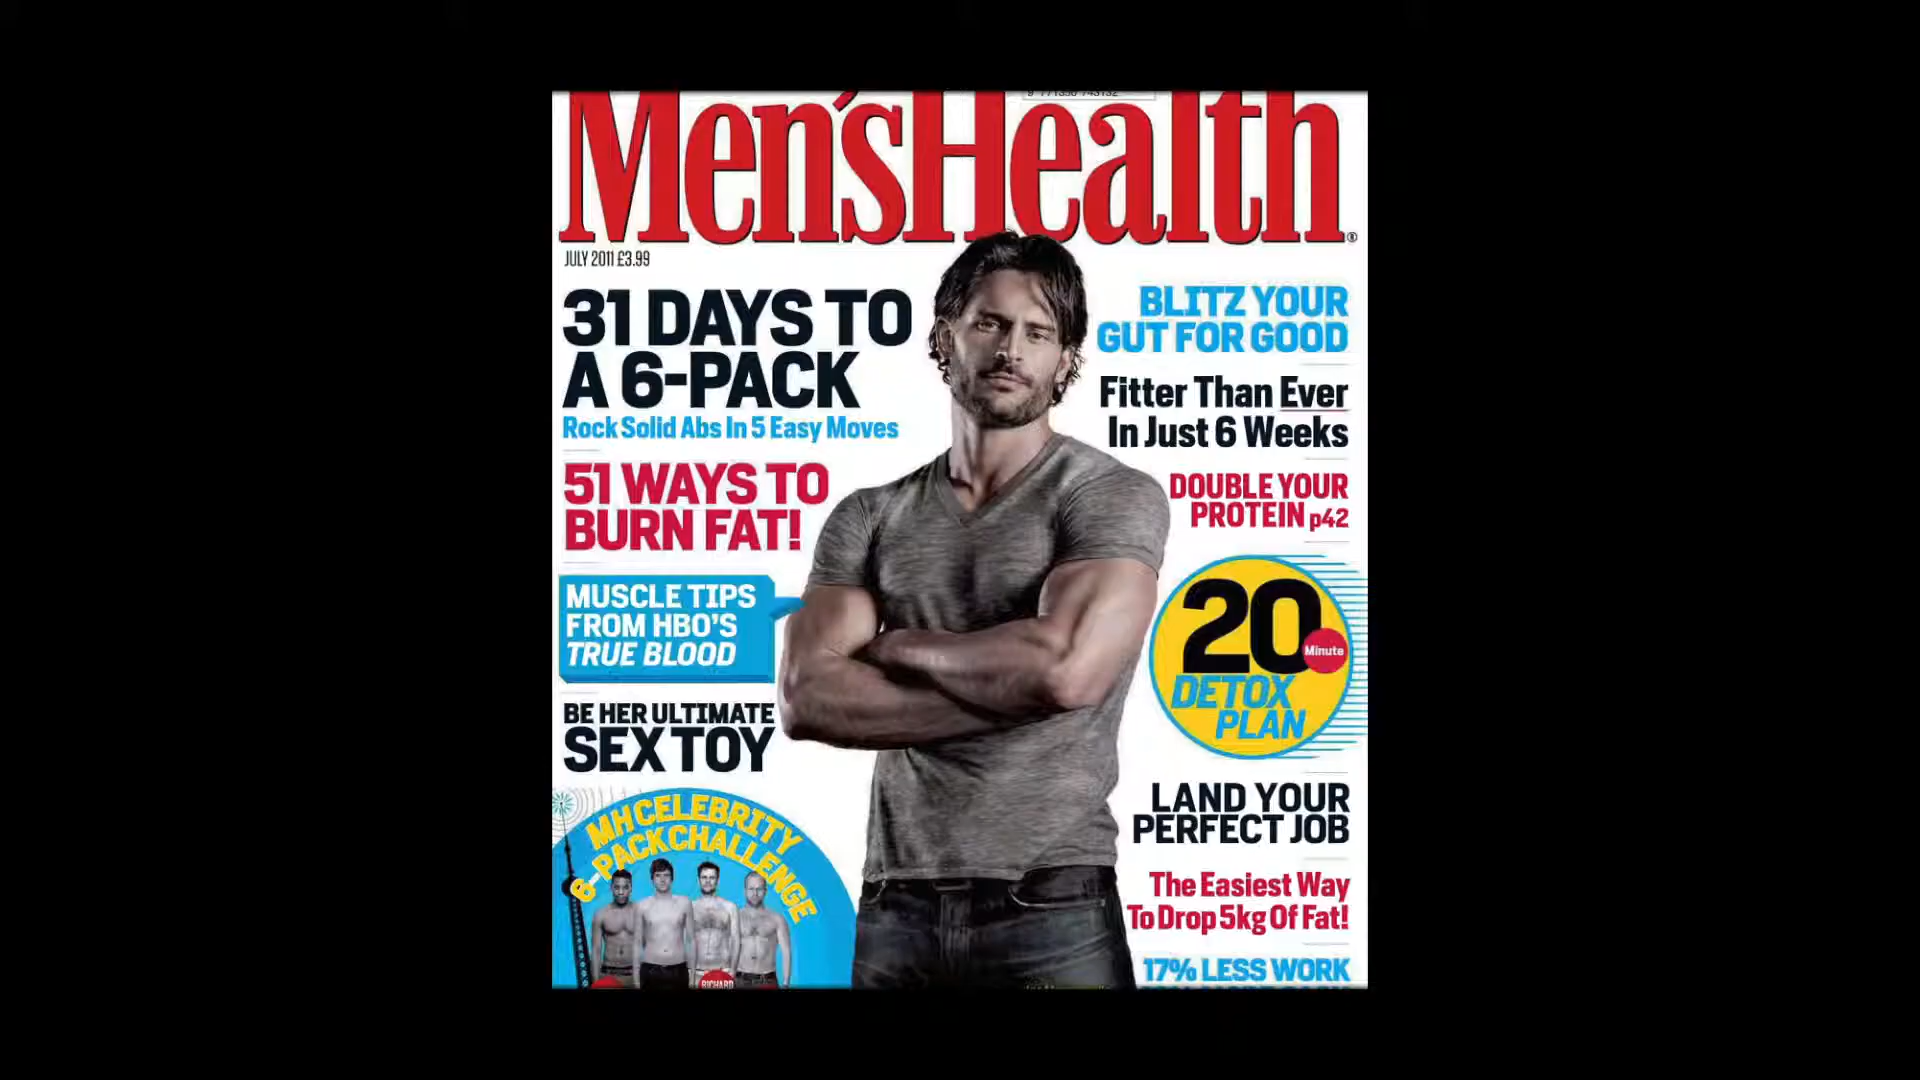 Men'sHealth
JULY 2011 £3.99
31 DAYS TO
A 6-PACK
Rock Solid Abs In 5 Easy Moves
51 WAYS TO
BURN FAT!
MUSCLE TIPS
FROM HBO'S
TRUE BLOOD
BE HER ULTIMATE
SEX TOY
MH CELEBRITY
6-PACK CHALLENGE
RICHARD
BLITZ YOUR
GUT FOR GOOD
Fitter Than Ever
In Just 6 Weeks
DOUBLE YOUR
PROTEIN p42
20
Minute
DETOX
PLAN
LAND YOUR
PERFECT JOB
The Easiest Way
To Drop 5kg Of Fat!
17% LESS WORK